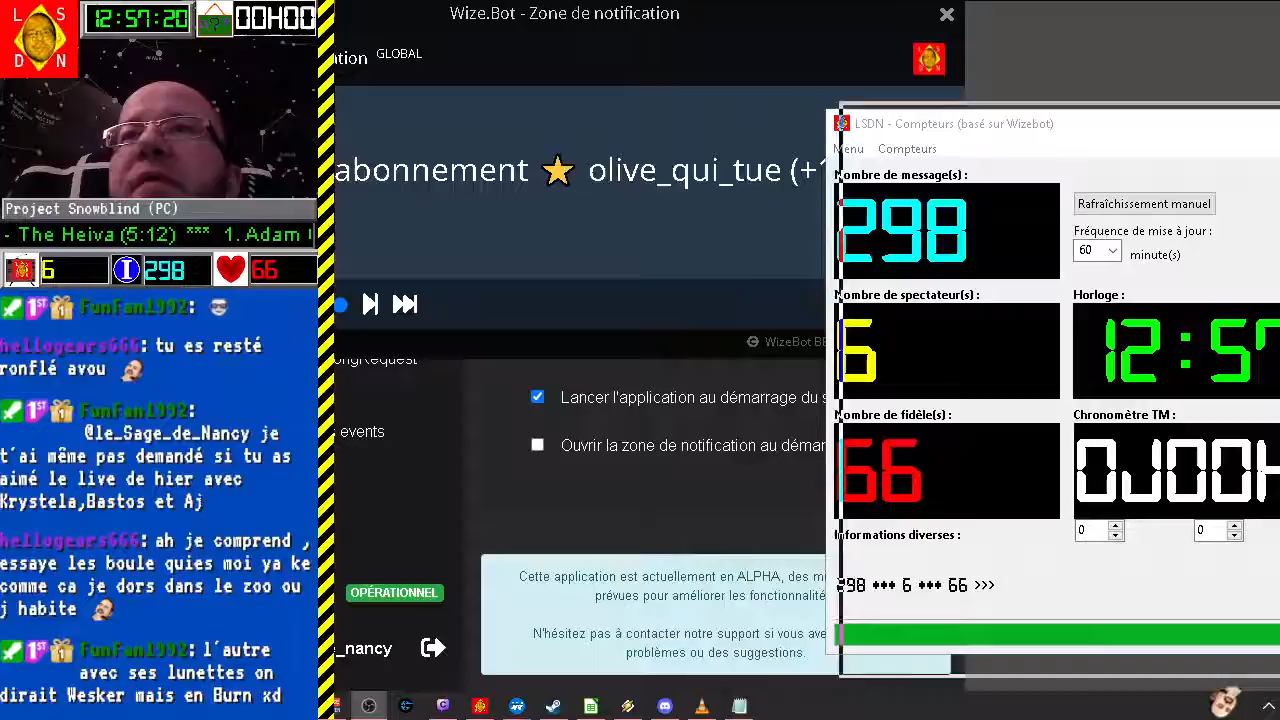 L S
D N
12:57:20
00H00
Project Snowblind (PC)
- The Heiva (5:12) *** 1. Adam
6 298 66
FunFan1992: 😎
hellogears666: tu es resté
ronflé avou
FunFan1992:
@le_Sage_de_Nancy je
t'ai même pas demandé si tu as
aimé le live de hier avec
Krystela,Bastos et Aj
hellogears666: ah je comprend ,
essaye les boule quies moi ya ke
comme ca je dors dans le zoo ou
j habite
FunFan1992: l'autre
avec ses lunettes on
dirait Wesker mais en Burn xd
Wize.Bot - Zone de notification
ation GLOBAL
abonnement ⭐ olive_qui_tue (+1
WizeBot BE
ongRequest
events
Lancer l'application au démarrage du s
Ouvrir la zone de notification au démar
OPÉRATIONNEL
_nancy
Cette application est actuellement en ALPHA, des m
prévues pour améliorer les fonctionnalité
N'hésitez pas à contacter notre support si vous ave
problèmes ou des suggestions.
LSDN - Compteurs (basé sur Wizebot)
Menu Compteurs
Nombre de message(s) :
298
Rafraîchissement manuel
Fréquence de mise à jour :
60 minute(s)
Nombre de spectateur(s) :
6
Horloge :
12:57
Nombre de fidèle(s) :
66
Chronomètre TM :
0J00H
0 0
Informations diverses :
298 *** 6 *** 66 >>>